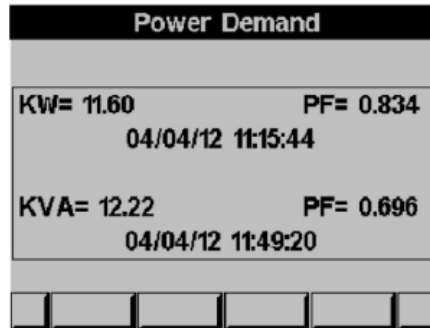 Power Demand
KW= 11.60 PF= 0.834
04/04/12 11:15:44
KVA= 12.22 PF= 0.696
04/04/12 11:49:20